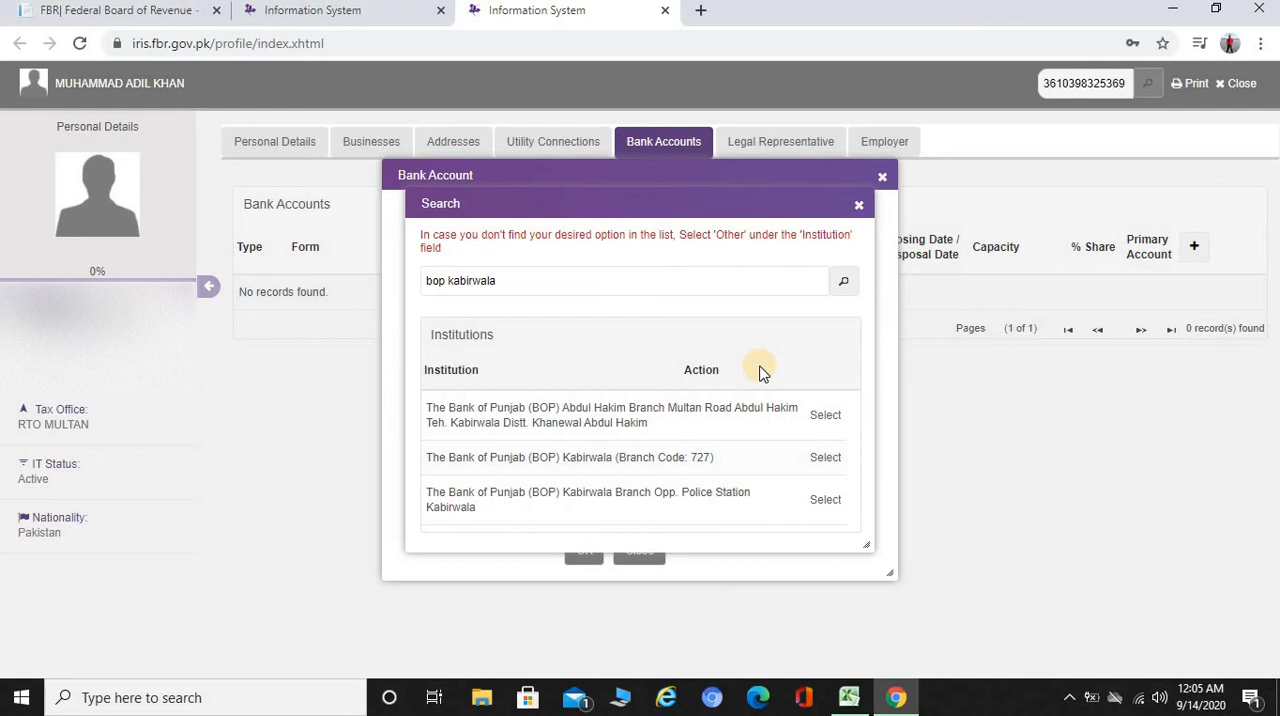 FBR| Federal Board of Revenue -
Information System
Information System
iris.fbr.gov.pk/profile/index.xhtml
MUHAMMAD ADIL KHAN
3610398325369
Print
Close
Personal Details
0%
Tax Office:
RTO MULTAN
IT Status:
Active
Nationality:
Pakistan
Personal Details
Businesses
Addresses
Utility Connections
Bank Accounts
Legal Representative
Employer
Bank Accounts
Type
Form
No records found.
Capacity
% Share
Primary
Account
Pages
(1 of 1)
0 record(s) found
Bank Account
Search
In case you don't find your desired option in the list, Select 'Other' under the 'Institution'
field
bop kabirwala
Institutions
Institution
Action
The Bank of Punjab (BOP) Abdul Hakim Branch Multan Road Abdul Hakim
Teh. Kabirwala Distt. Khanewal Abdul Hakim
Select
The Bank of Punjab (BOP) Kabirwala (Branch Code: 727)
Select
The Bank of Punjab (BOP) Kabirwala Branch Opp. Police Station
Kabirwala
Select
Type here to search
1
12:05 AM
9/14/2020
1